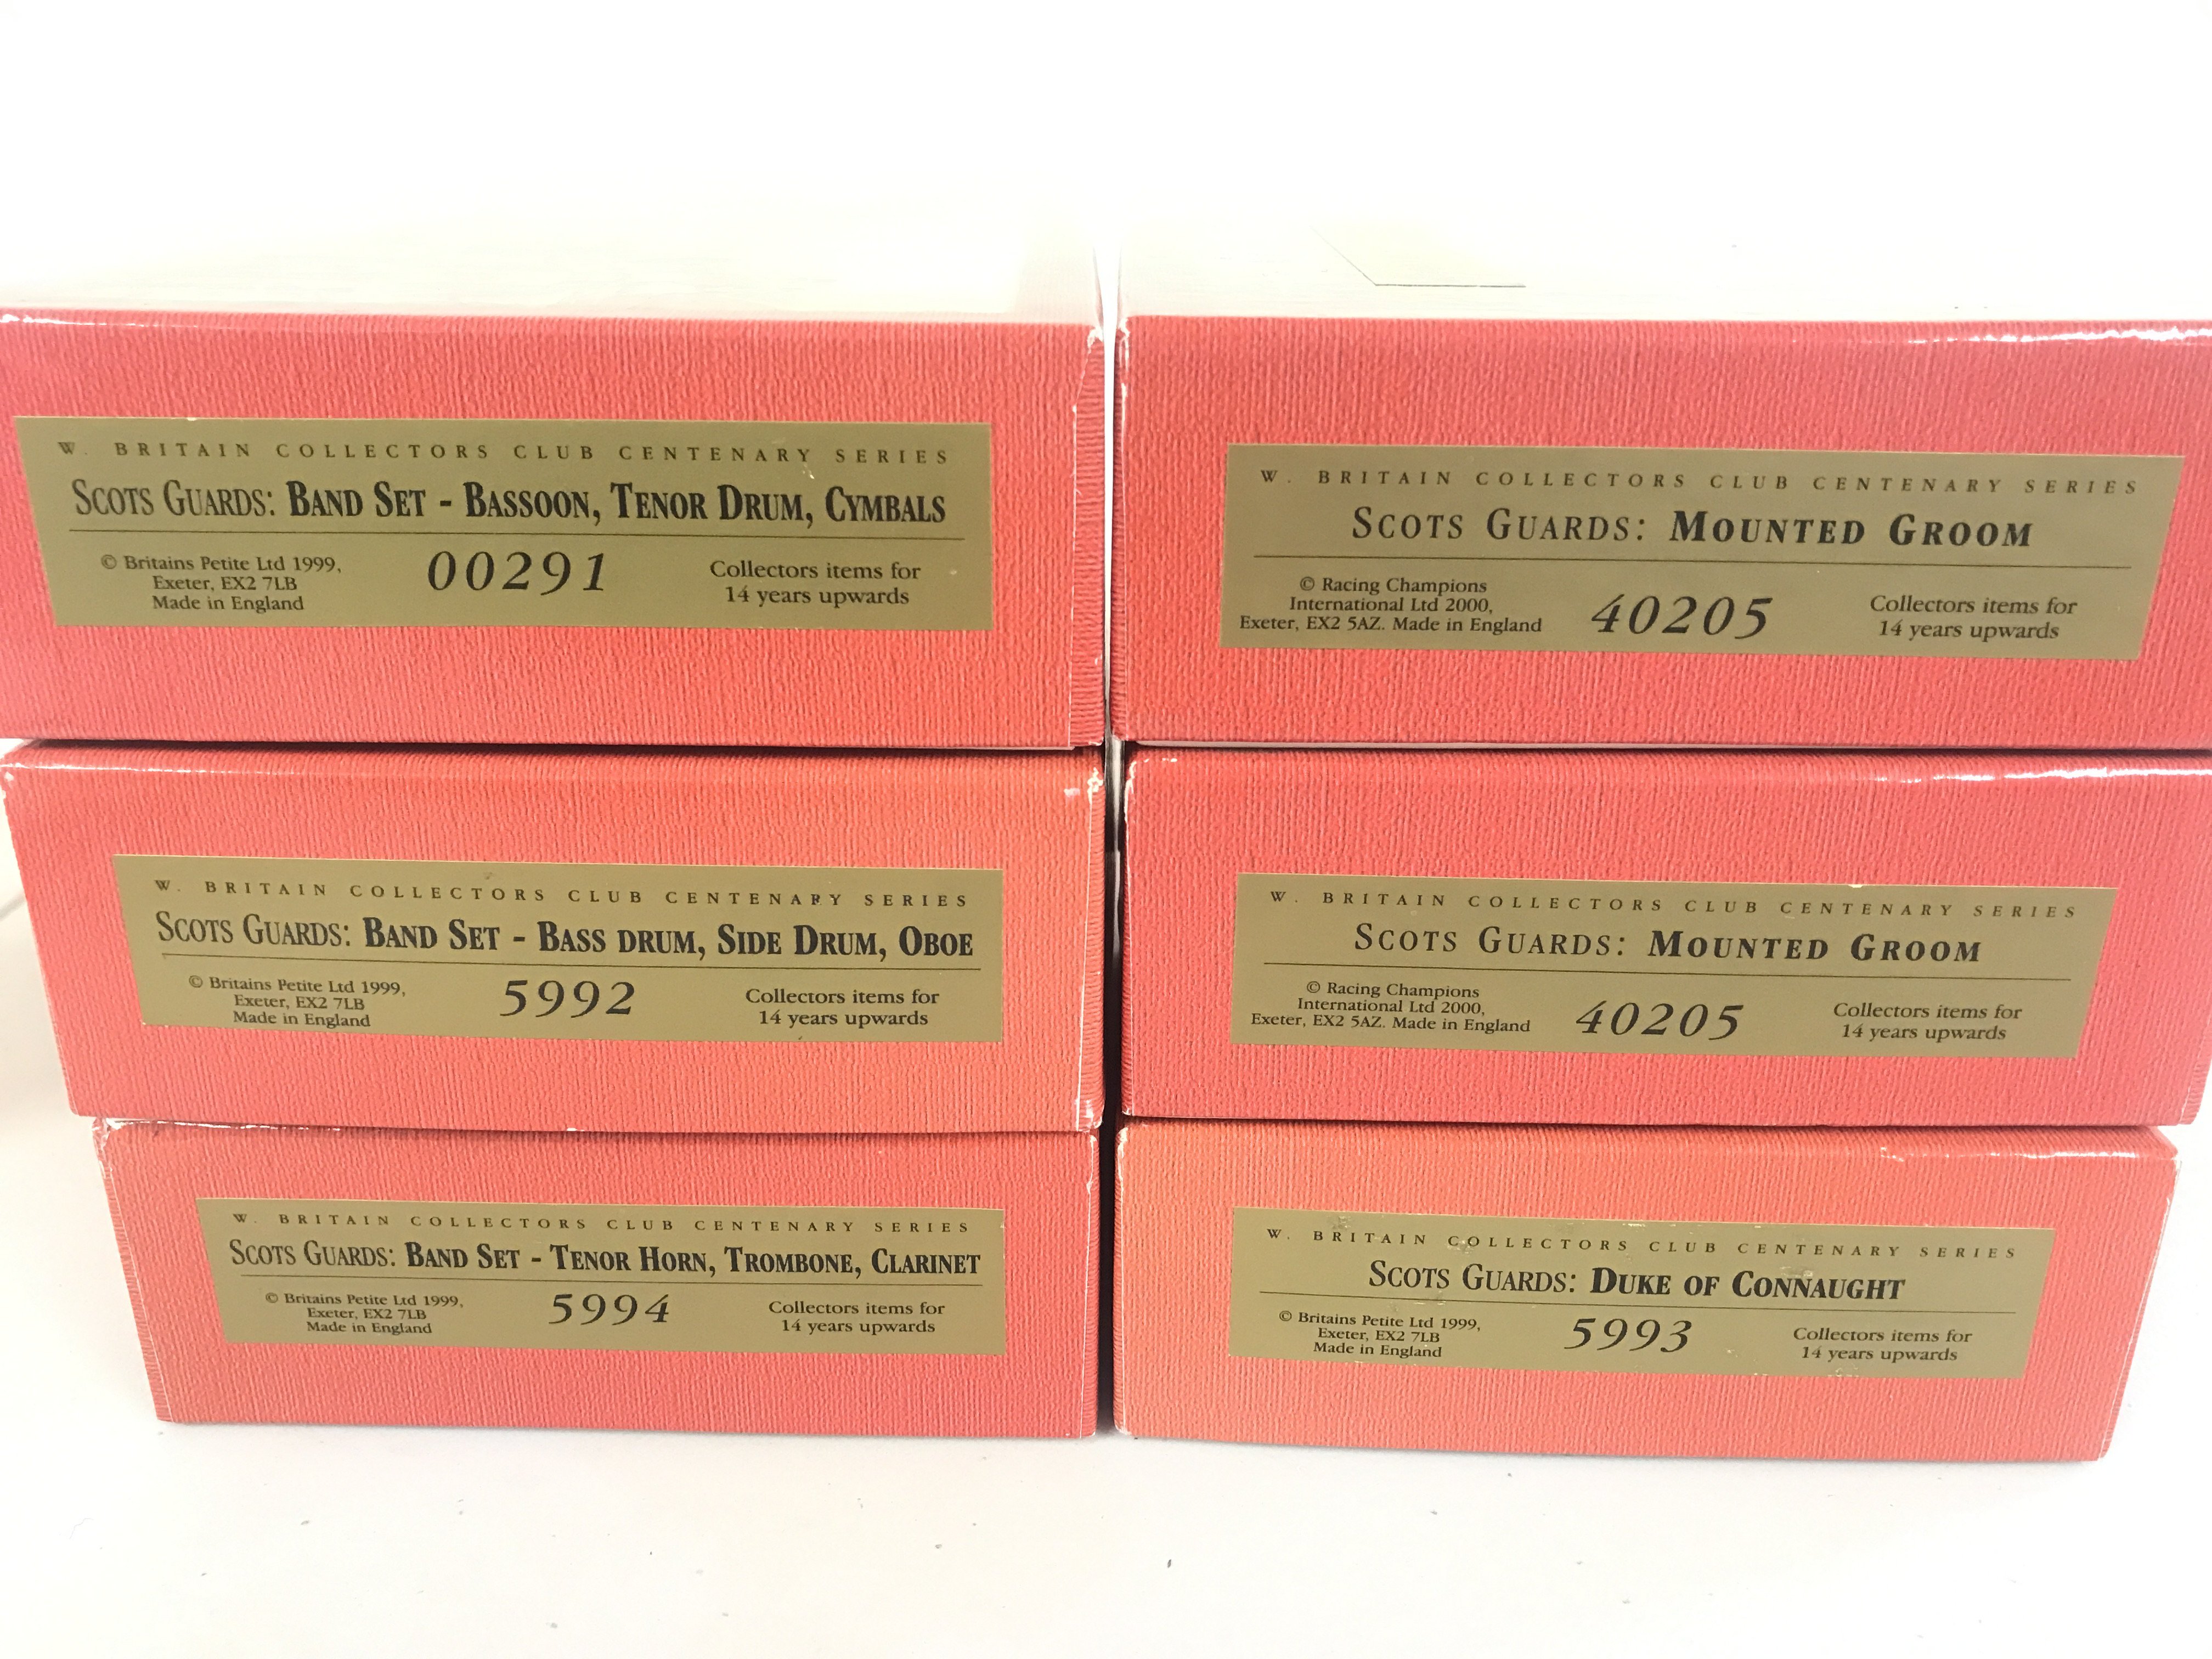 W. BRITAIN COLLECTORS CLUB CENTENARY SERIES
SCOTS GUARDS: BAND SET - BASSOON, TENOR DRUM, CYMBALS
© Britains Petite Ltd 1999,
Exeter, EX2 7LB
Made in England
00291
Collectors items for
14 years upwards
W. BRITAIN COLLECTORS CLUB CENTENARY SERIES
SCOTS GUARDS: MOUNTED GROOM
© Racing Champions
International Ltd 2000,
Exeter, EX2 5AZ. Made in England
40205
Collectors items for
14 years upwards
W. BRITAIN COLLECTORS CLUB CENTENARY SERIES
SCOTS GUARDS: BAND SET - BASS DRUM, SIDE DRUM, OBOE
© Britains Petite Ltd 1999,
Exeter, EX2 7LB
Made in England
5992
Collectors items for
14 years upwards
W. BRITAIN COLLECTORS CLUB CENTENARY SERIES
SCOTS GUARDS: MOUNTED GROOM
© Racing Champions
International Ltd 2000,
Exeter, EX2 5AZ. Made in England
40205
Collectors items for
14 years upwards
W. BRITAIN COLLECTORS CLUB CENTENARY SERIES
SCOTS GUARDS: BAND SET - TENOR HORN, TROMBONE, CLARINET
© Britains Petite Ltd 1999,
Exeter, EX2 7LB
Made in England
5994
Collectors items for
14 years upwards
W. BRITAIN COLLECTORS CLUB CENTENARY SERIES
SCOTS GUARDS: DUKE OF CONNAUGHT
© Britains Petite Ltd 1999,
Exeter, EX2 7LB
Made in England
5993
Collectors items for
14 years upwards